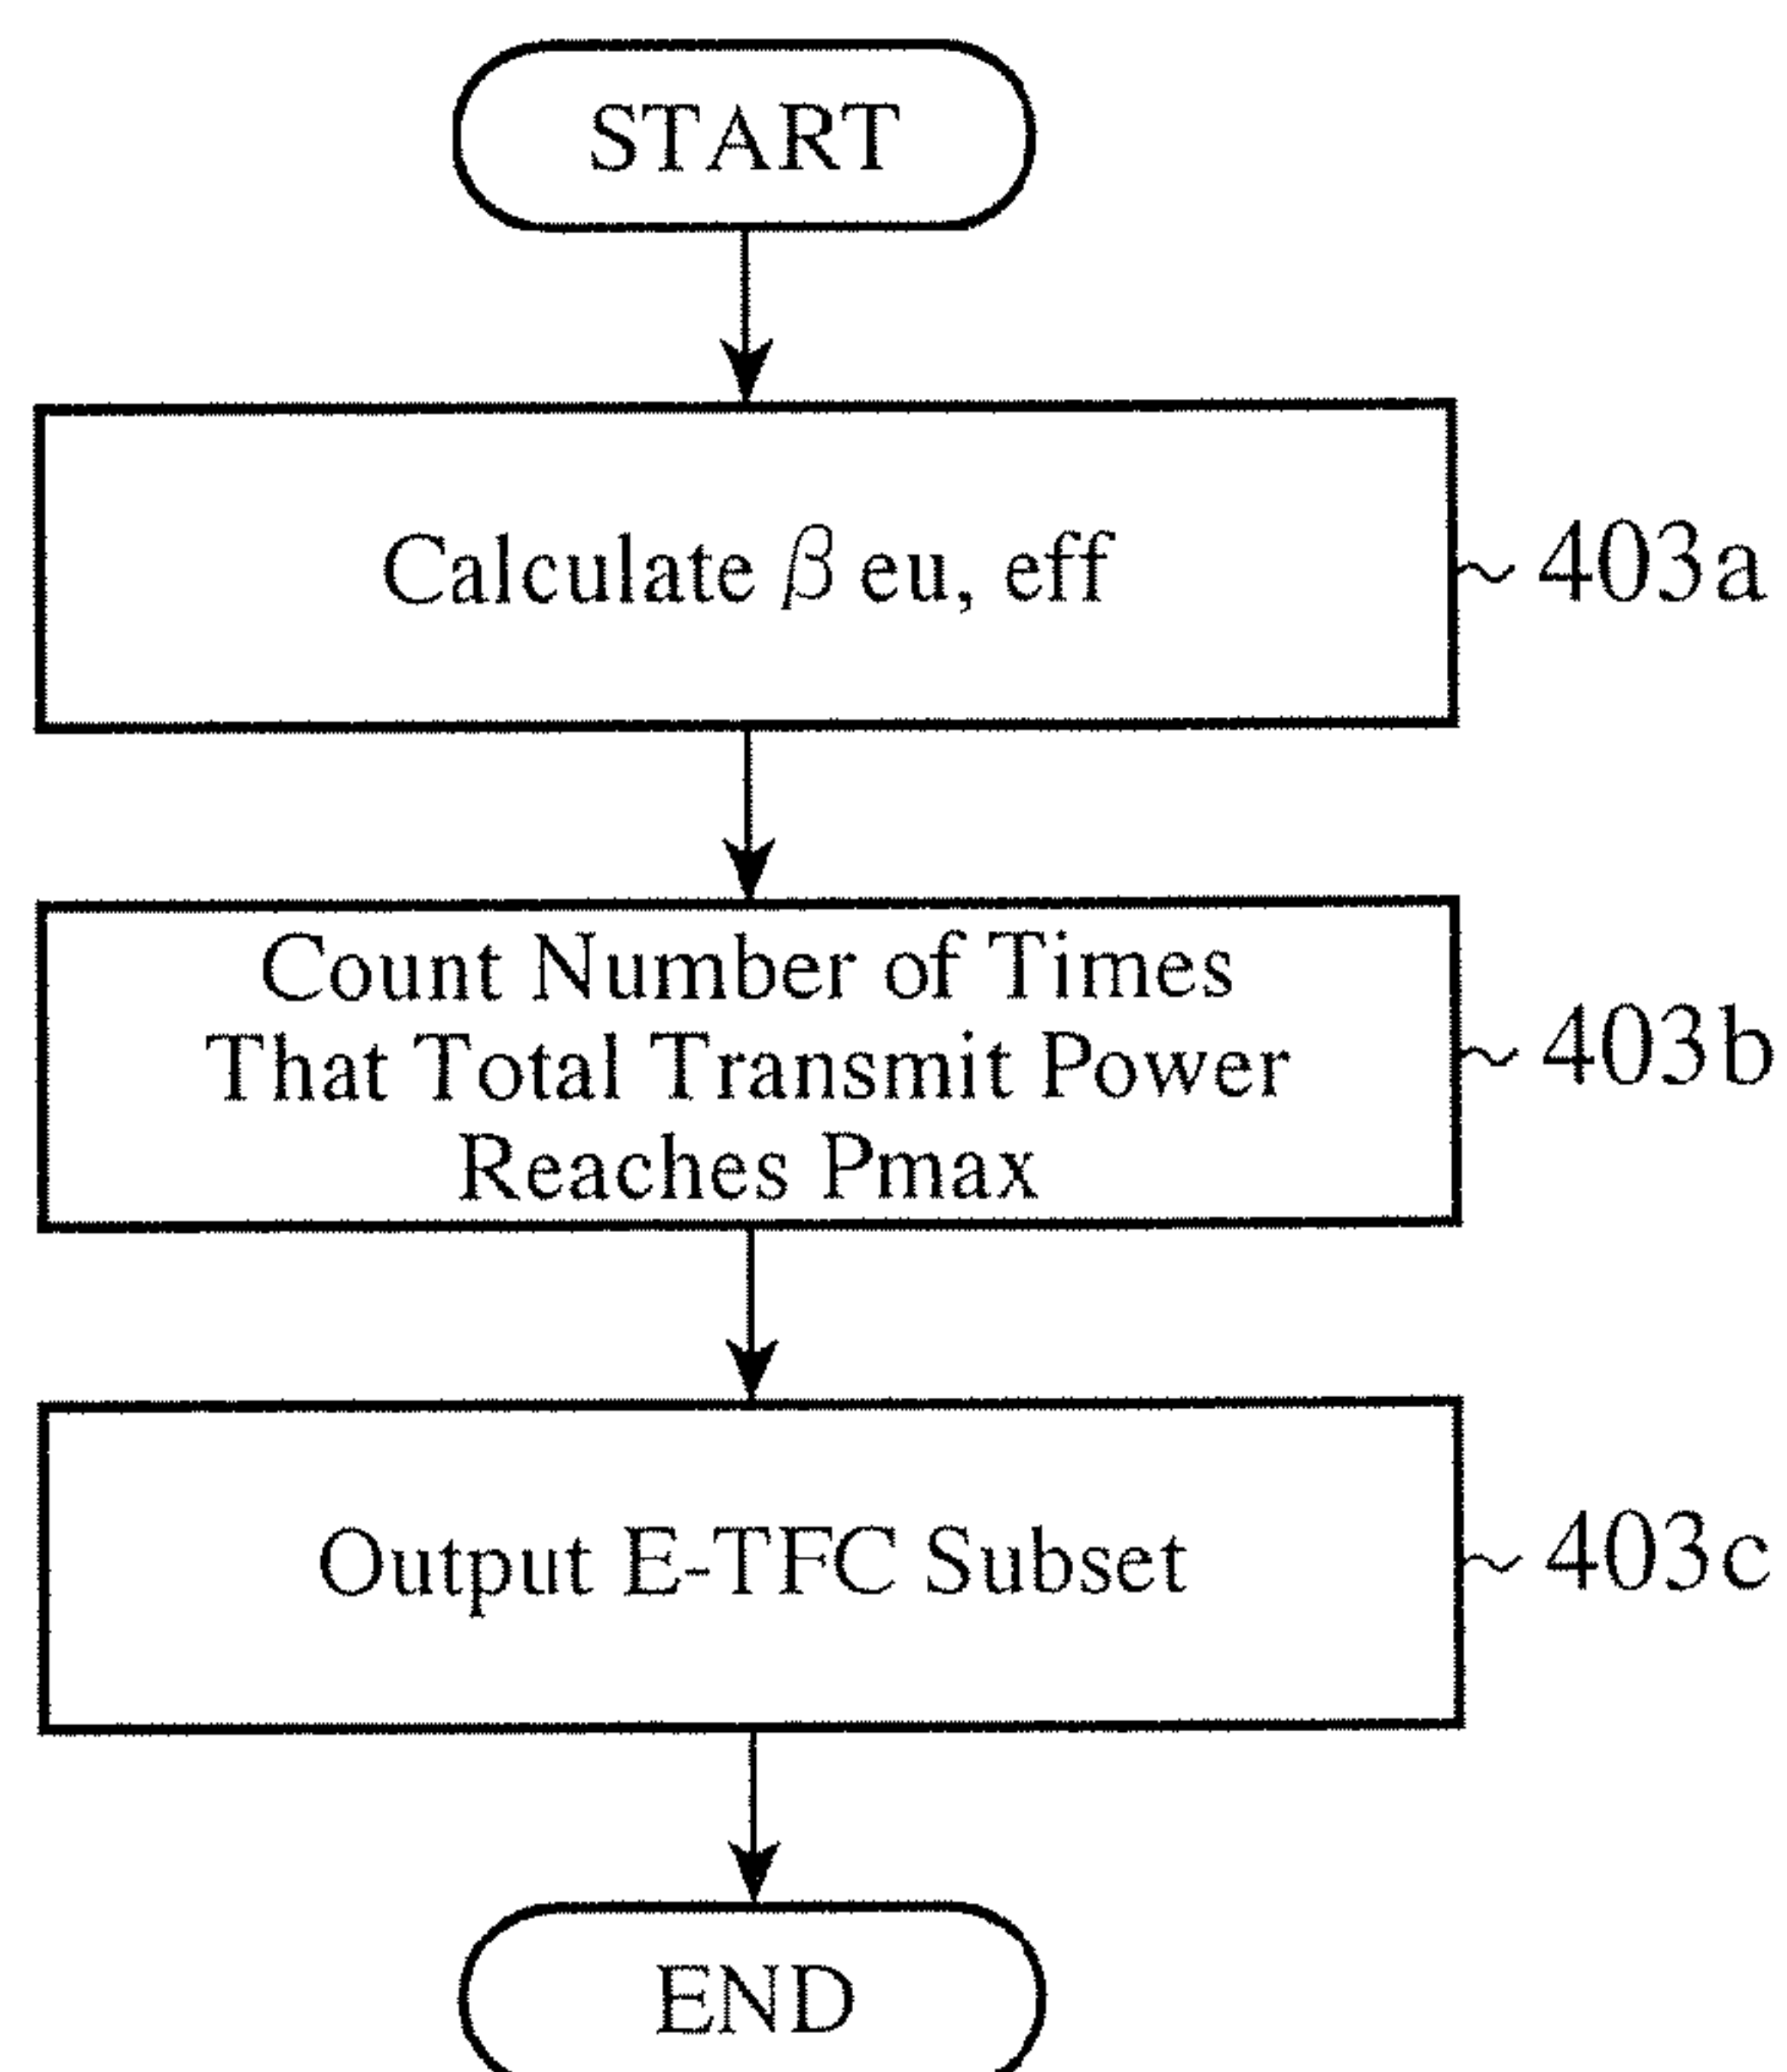 START
Calculate β eu, eff
403a
Count Number of Times
That Total Transmit Power
Reaches Pmax
403b
Output E-TFC Subset
403c
END